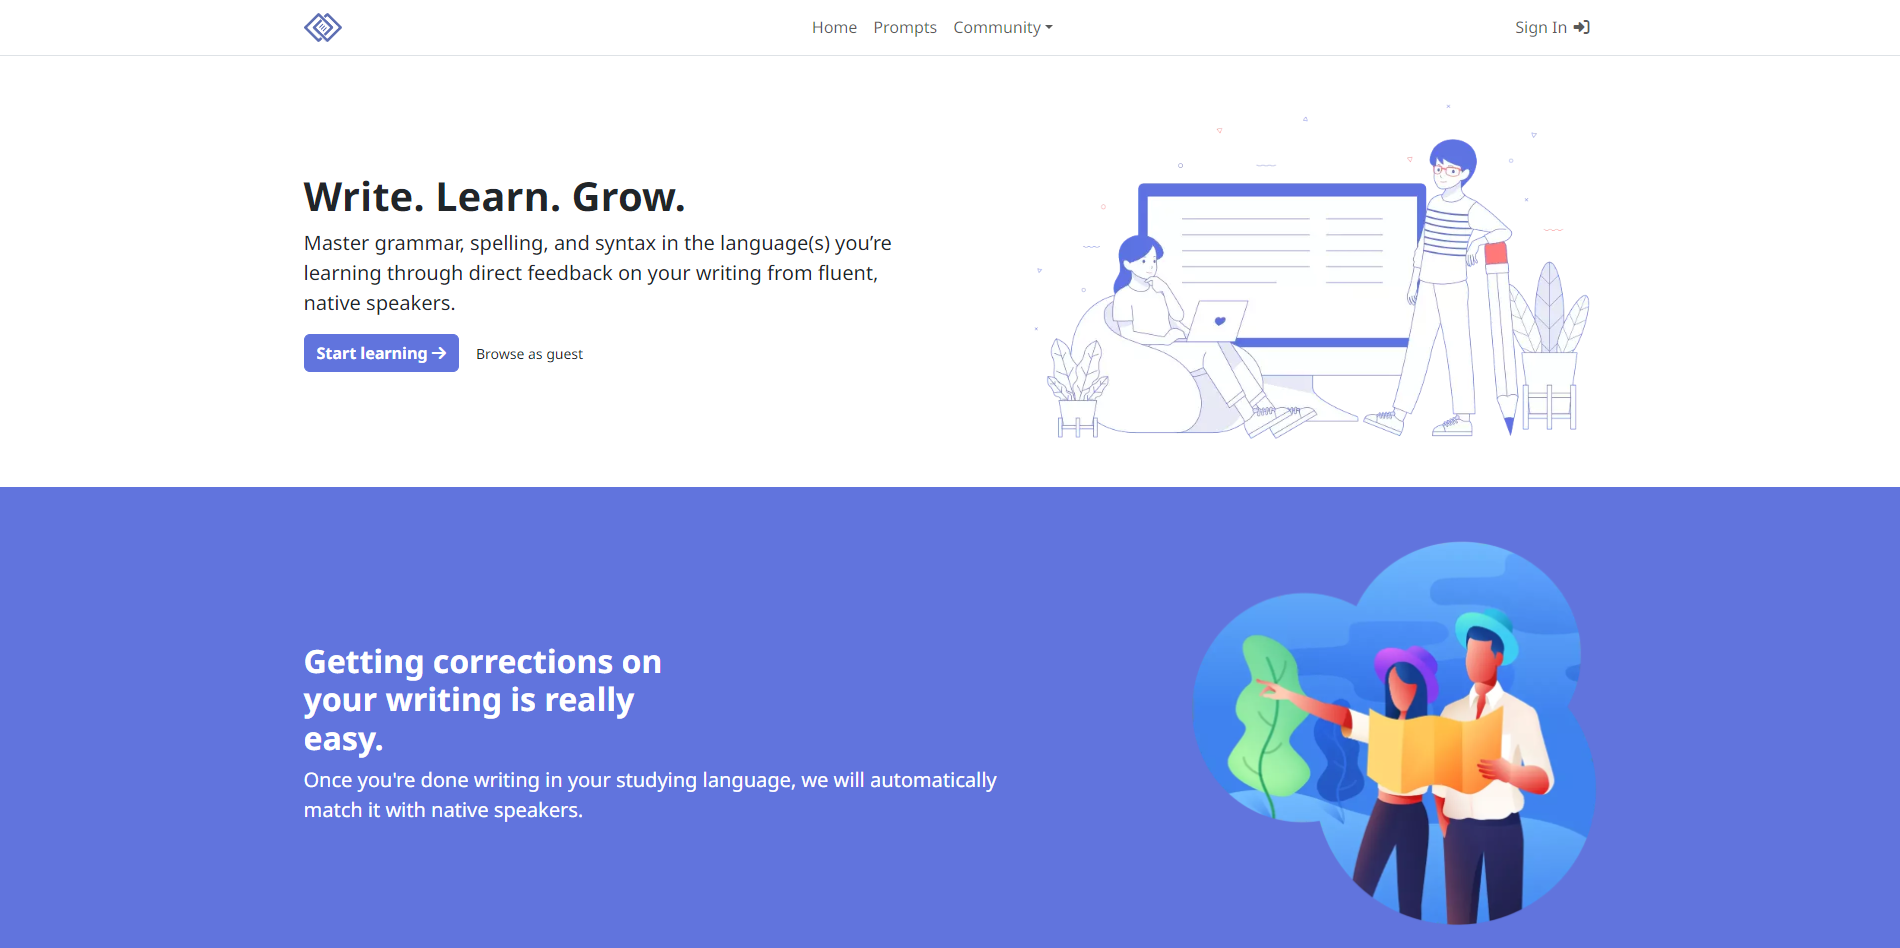 Home Prompts Community Sign In
Write. Learn. Grow.
Master grammar, spelling, and syntax in the language(s) you’re
learning through direct feedback on your writing from fluent,
native speakers.
Start learning Browse as guest
Getting corrections on
your writing is really
easy.
Once you're done writing in your studying language, we will automatically
match it with native speakers.